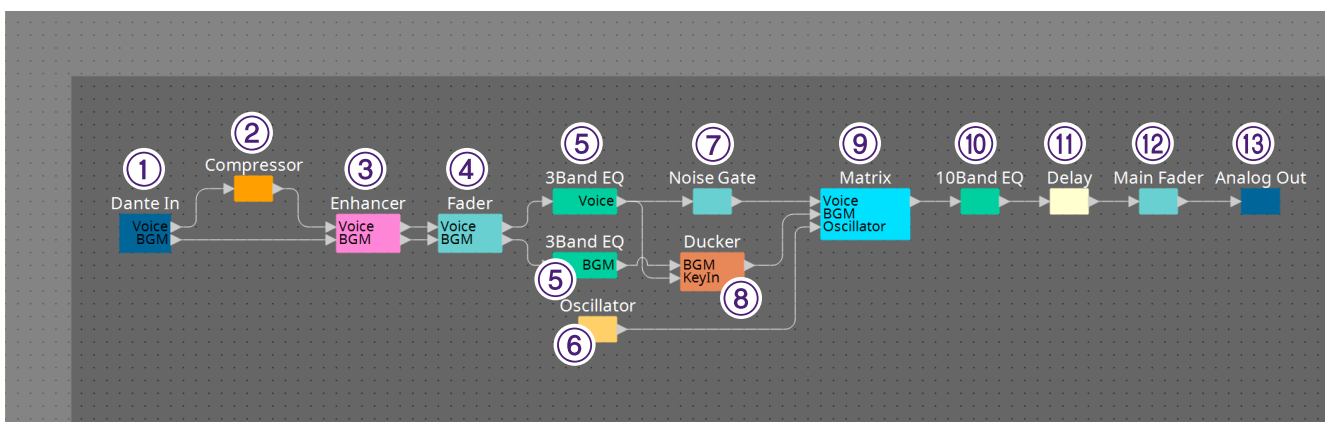 ①
Dante In
Voice
BGM
②
Compressor
③
Enhancer
Voice
BGM
④
Fader
Voice
BGM
⑤
3Band EQ
Voice
3Band EQ
BGM
⑤
Oscillator
⑥
⑦
Noise Gate
Ducker
BGM
KeyIn
⑧
⑨
Matrix
Voice
BGM
Oscillator
⑩
10Band EQ
⑪
Delay
⑫
Main Fader
⑬
Analog Out